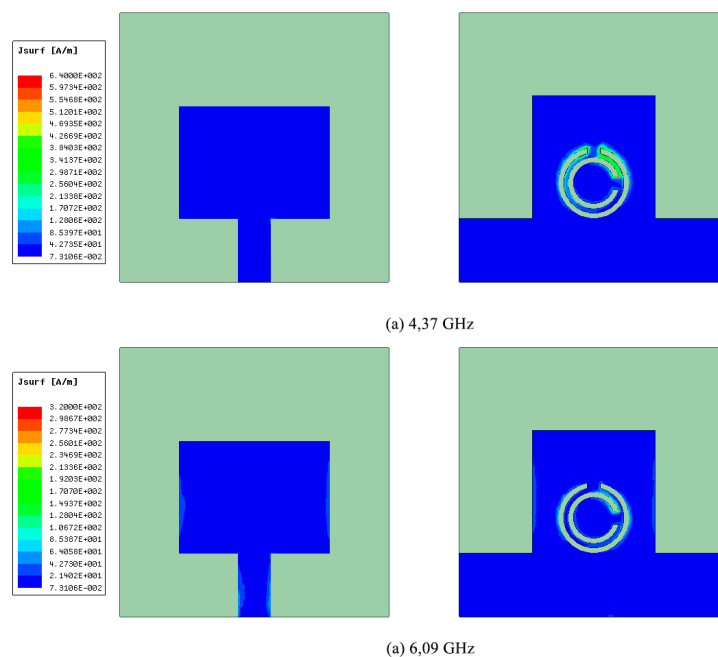 Jsurf [A/m]
6.4000E+002
5.9734E+002
5.5468E+002
5.1201E+002
4.6935E+002
4.2669E+002
3.8403E+002
3.4137E+002
2.9871E+002
2.5604E+002
2.1338E+002
1.7072E+002
1.2806E+002
8.5397E+001
4.2735E+001
7.3106E-002
(a) 4,37 GHz
Jsurf [A/m]
3.2000E+002
2.9867E+002
2.7734E+002
2.5601E+002
2.3469E+002
2.1336E+002
1.9203E+002
1.7070E+002
1.4937E+002
1.2804E+002
1.0672E+002
8.5387E+001
6.4058E+001
4.2730E+001
2.1402E+001
7.3106E-002
(a) 6,09 GHz